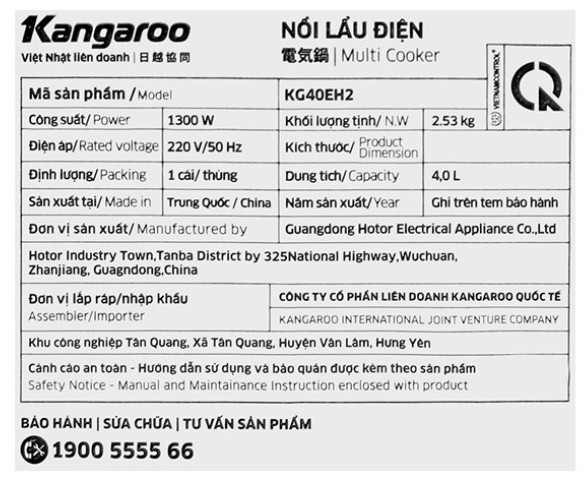 Kangaroo
Việt Nhật liên doanh | 日越協同
NỒI LẨU ĐIỆN
電気鍋 | Multi Cooker
VIETNAMCONTROL®
Mã sản phẩm / Model KG40EH2
Công suất/ Power 1300 W Khối lượng tịnh/ N.W 2.53 kg
Điện áp/ Rated voltage 220 V/50 Hz Kích thước/ Product Dimension
Định lượng/ Packing 1 cái/ thùng Dung tích/ Capacity 4,0 L
Sản xuất tại/ Made in Trung Quốc / China Năm sản xuất/ Year Ghi trên tem bảo hành
Đơn vị sản xuất/ Manufactured by Guangdong Hotor Electrical Appliance Co.,Ltd
Hotor Industry Town,Tanba District by 325National Highway,Wuchuan,
Zhanjiang, Guagndong,China
Đơn vị lắp ráp/nhập khẩu
Assembler/Importer
CÔNG TY CỔ PHẦN LIÊN DOANH KANGAROO QUỐC TẾ
KANGAROO INTERNATIONAL JOINT VENTURE COMPANY
Khu công nghiệp Tân Quang, Xã Tân Quang, Huyện Văn Lâm, Hưng Yên
Cảnh cáo an toàn - Hướng dẫn sử dụng và bảo quản được kèm theo sản phẩm
Safety Notice - Manual and Maintainance Instruction enclosed with product
BẢO HÀNH | SỬA CHỮA | TƯ VẤN SẢN PHẨM
1900 5555 66